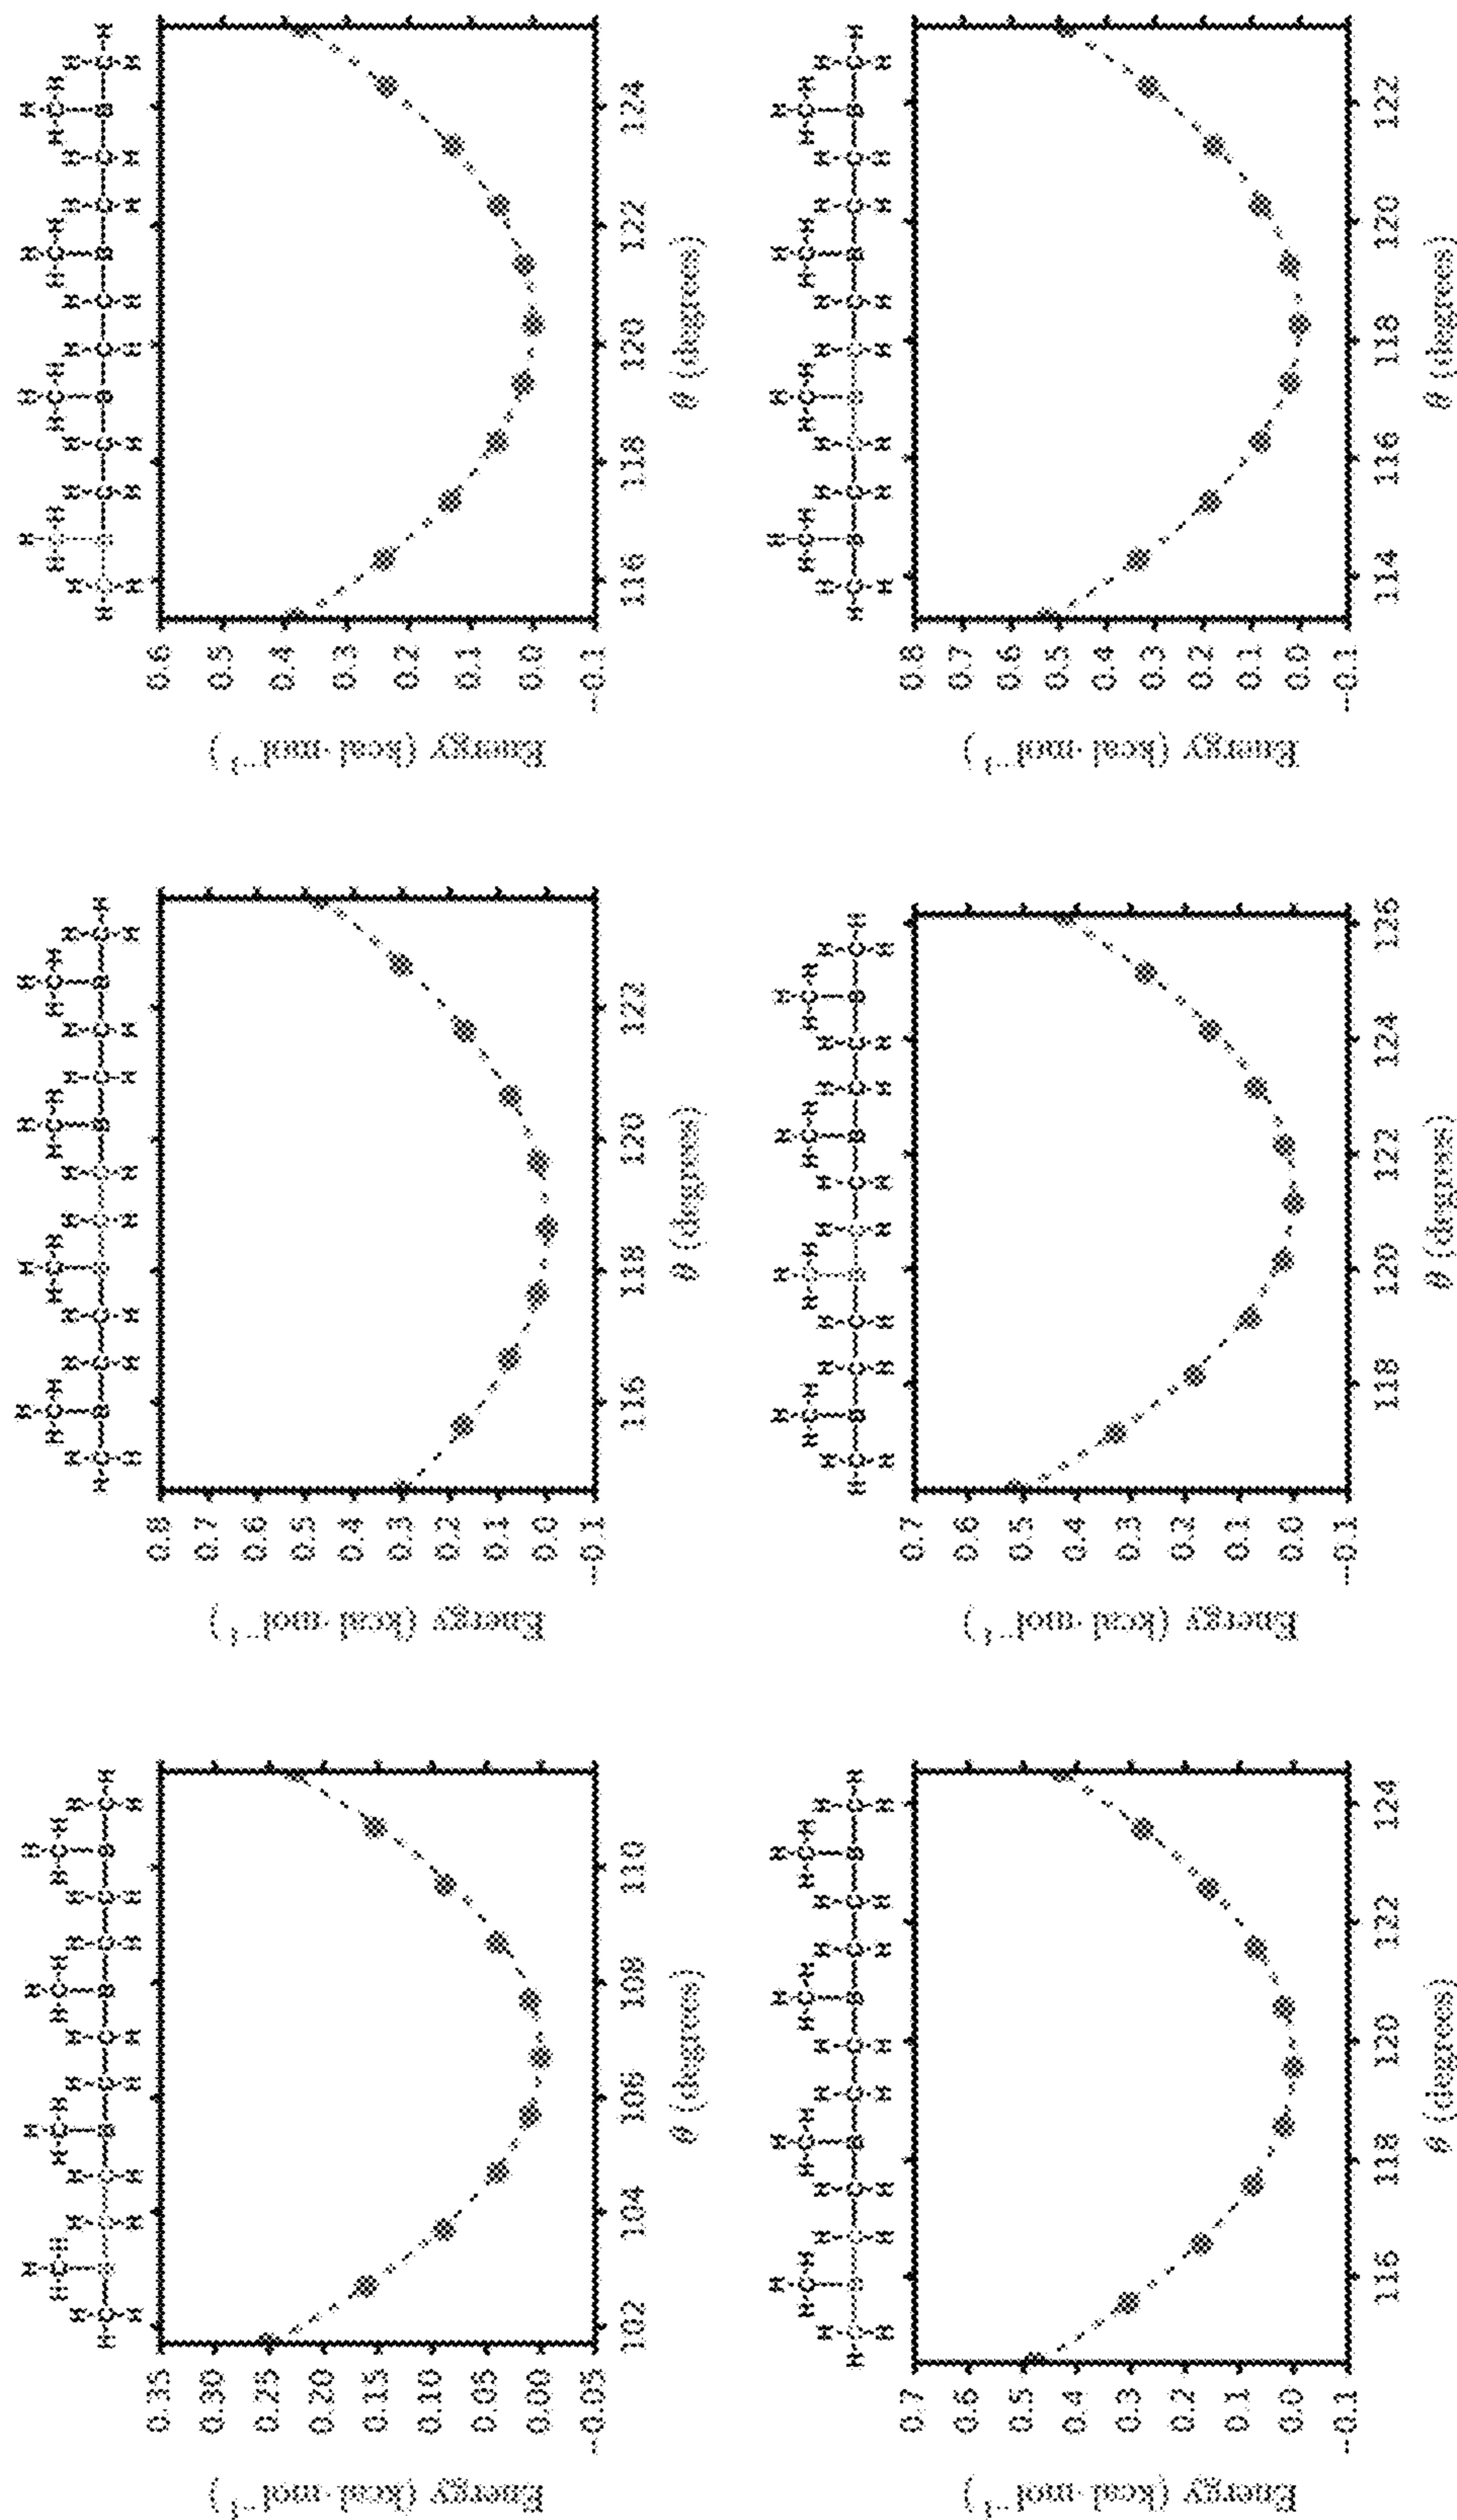 H H H H
H H H H H H H H
H H H H H H H H
Energy (kcal·mol⁻¹)
0.35
0.30
0.25
0.20
0.15
0.10
0.05
0.00
−0.05
102 104 106 108 110
θ (degrees)
H H H H
H H H H H H H H
H H H H H H H H
Energy (kcal·mol⁻¹)
0.8
0.7
0.6
0.5
0.4
0.3
0.2
0.1
0.0
−0.1
116 118 120 122
θ (degrees)
H H H H
H H H H H H H H
H H H H H H H H
Energy (kcal·mol⁻¹)
0.6
0.5
0.4
0.3
0.2
0.1
0.0
−0.1
116 118 120 122 124
θ (degrees)
H H H H
H H H H H H H H
H H H H H H H H
Energy (kcal·mol⁻¹)
0.7
0.6
0.5
0.4
0.3
0.2
0.1
0.0
−0.1
116 118 120 122 124
θ (degrees)
H H H H
H H H H H H H H
H H H H H H H H
Energy (kcal·mol⁻¹)
0.7
0.6
0.5
0.4
0.3
0.2
0.1
0.0
−0.1
118 120 122 124 126
θ (degrees)
H H H H
H H H H H H H H
H H H H H H H H
Energy (kcal·mol⁻¹)
0.8
0.7
0.6
0.5
0.4
0.3
0.2
0.1
0.0
−0.1
114 116 118 120 122
θ (degrees)